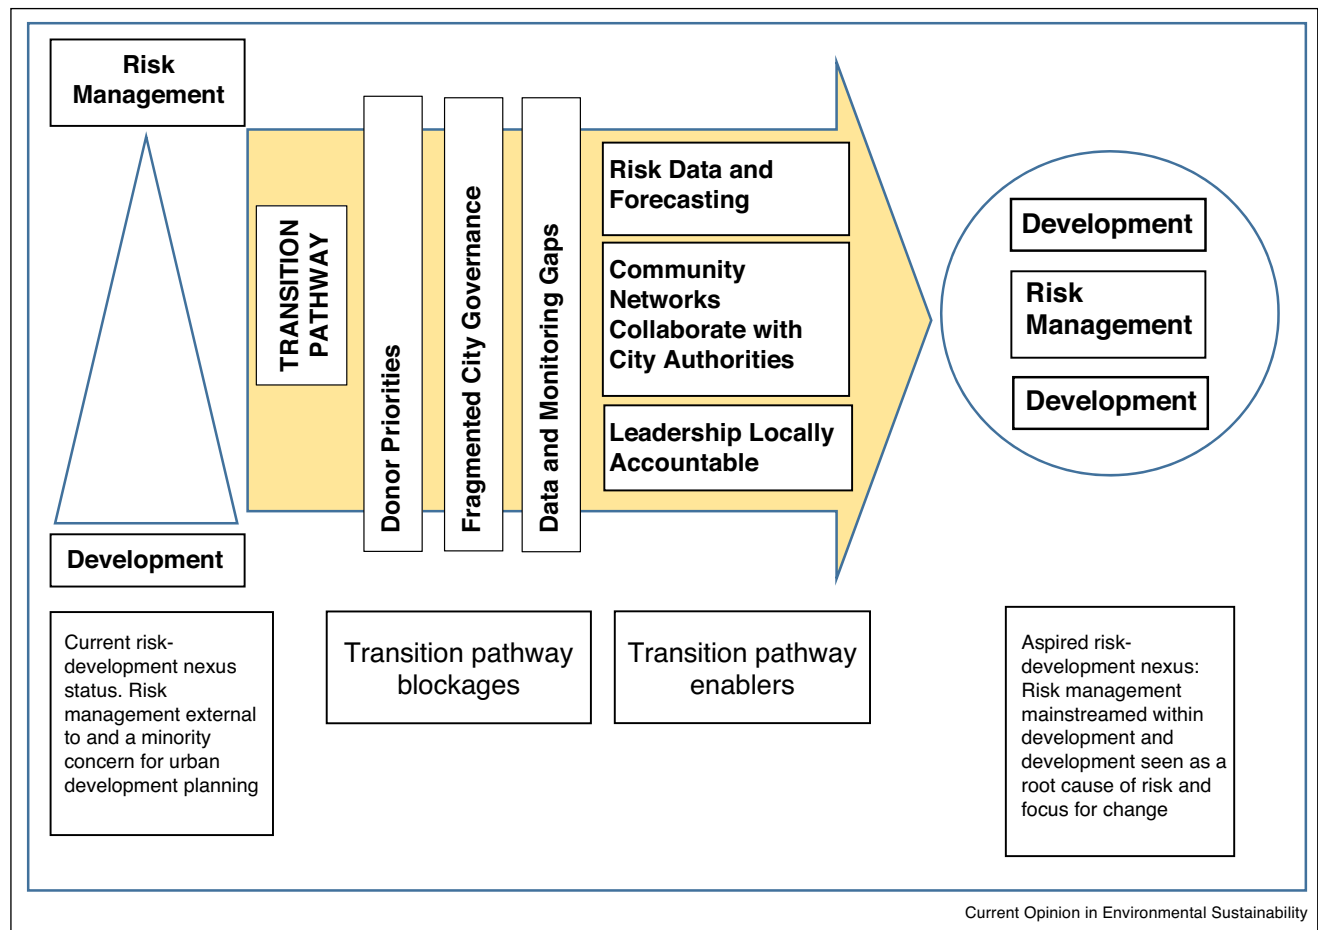 Risk
Management
Development
TRANSITION
PATHWAY
Donor Priorities
Fragmented City Governance
Data and Monitoring Gaps
Risk Data and
Forecasting
Community
Networks
Collaborate with
City Authorities
Leadership Locally
Accountable
Development
Risk
Management
Development
Current risk-
development nexus
status. Risk
management external
to and a minority
concern for urban
development planning
Transition pathway
blockages
Transition pathway
enablers
Aspired risk-
development nexus:
Risk management
mainstreamed within
development and
development seen as a
root cause of risk and
focus for change
Current Opinion in Environmental Sustainability